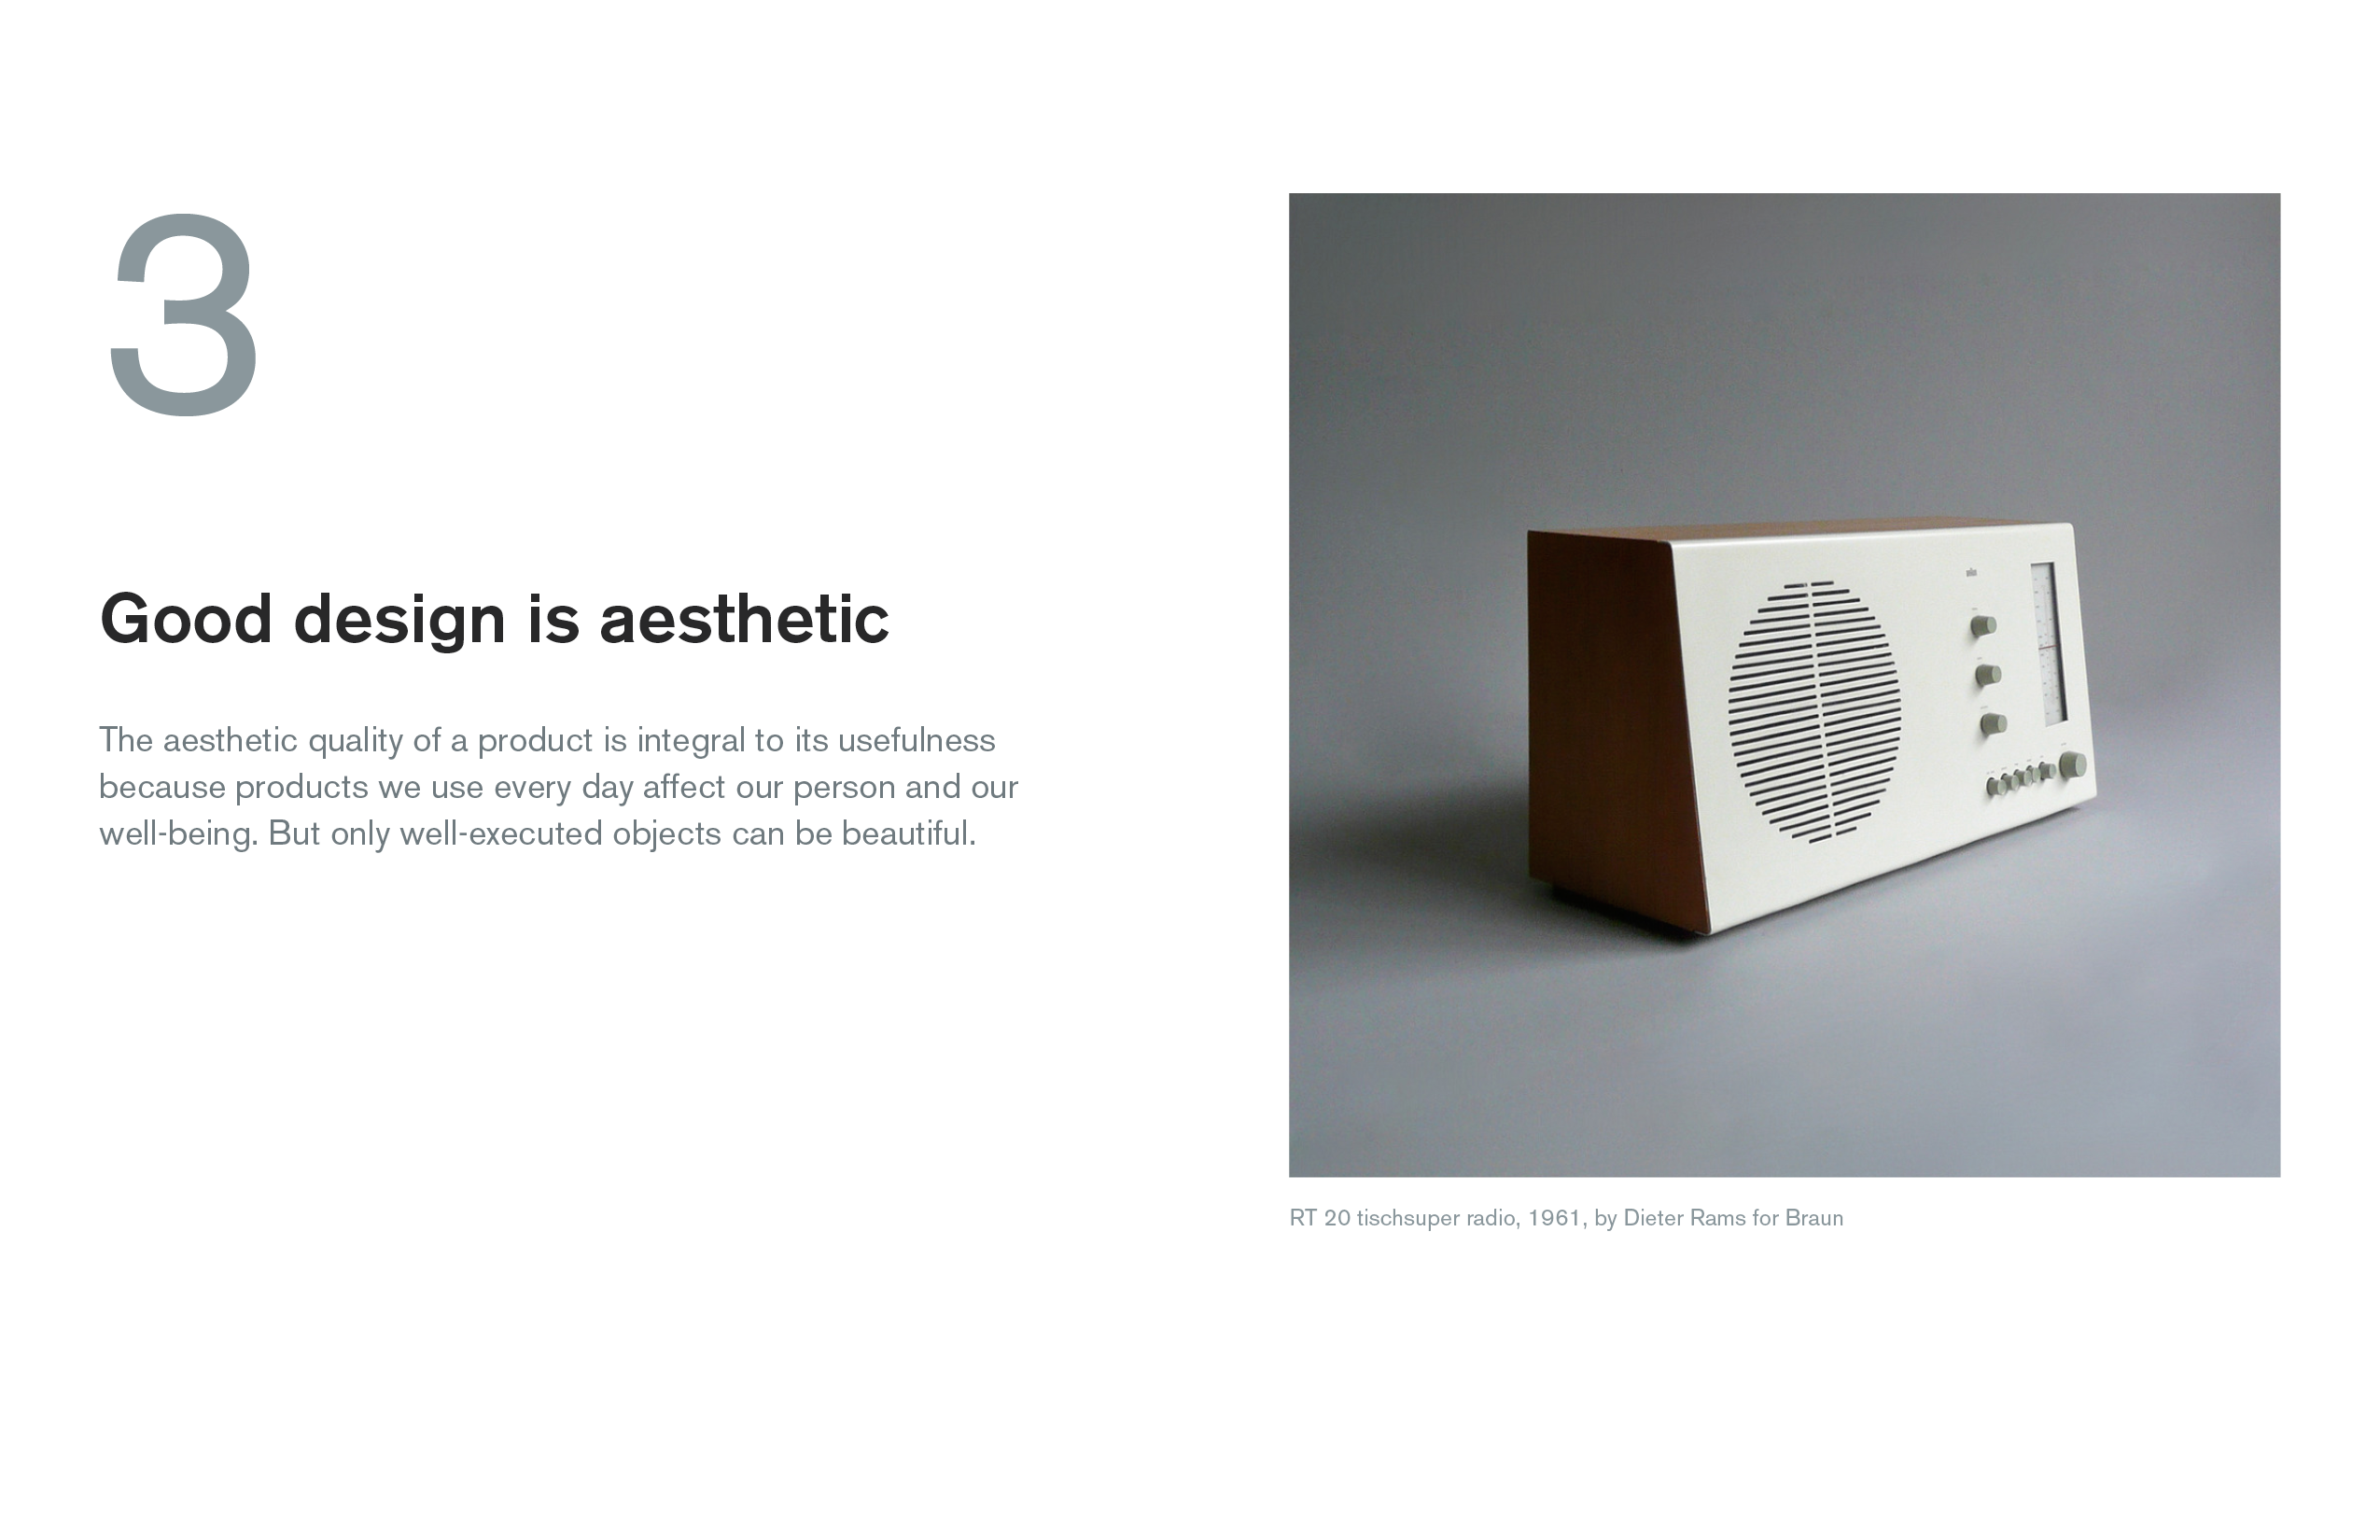 3
Good design is aesthetic
The aesthetic quality of a product is integral to its usefulness
because products we use every day affect our person and our
well-being. But only well-executed objects can be beautiful.
RT 20 tischsuper radio, 1961, by Dieter Rams for Braun